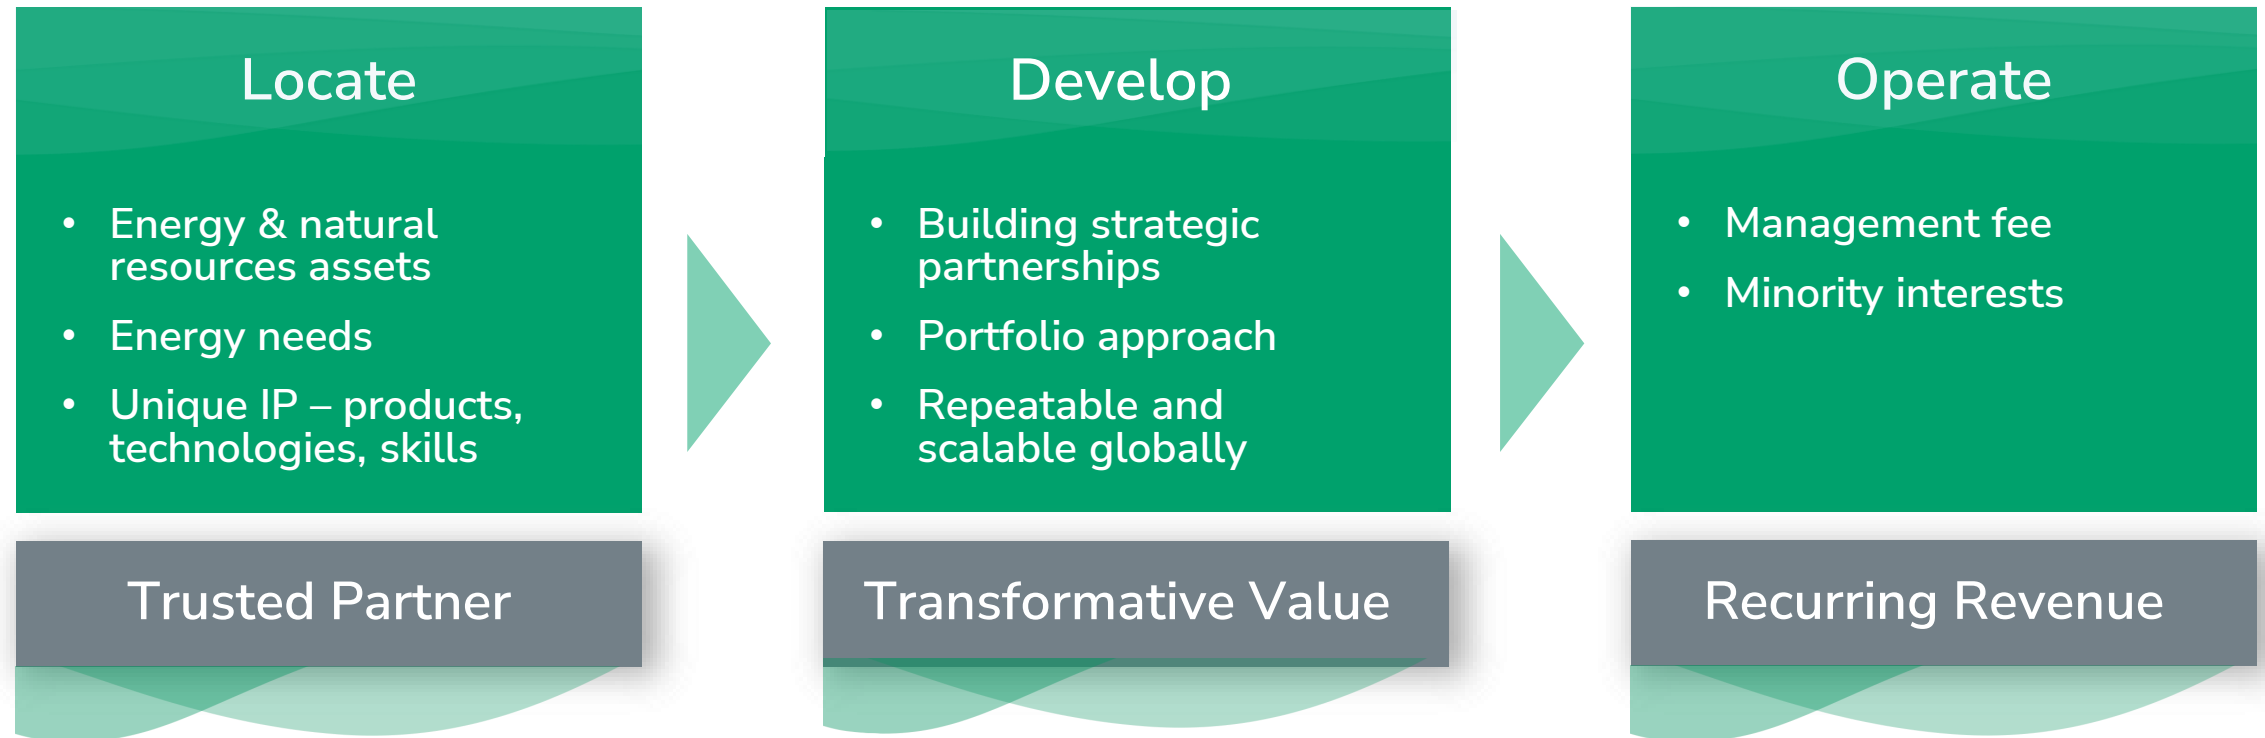 Locate
• Energy & natural
resources assets
• Energy needs
• Unique IP – products,
technologies, skills
Trusted Partner
Develop
• Building strategic
partnerships
• Portfolio approach
• Repeatable and
scalable globally
Transformative Value
Operate
• Management fee
• Minority interests
Recurring Revenue